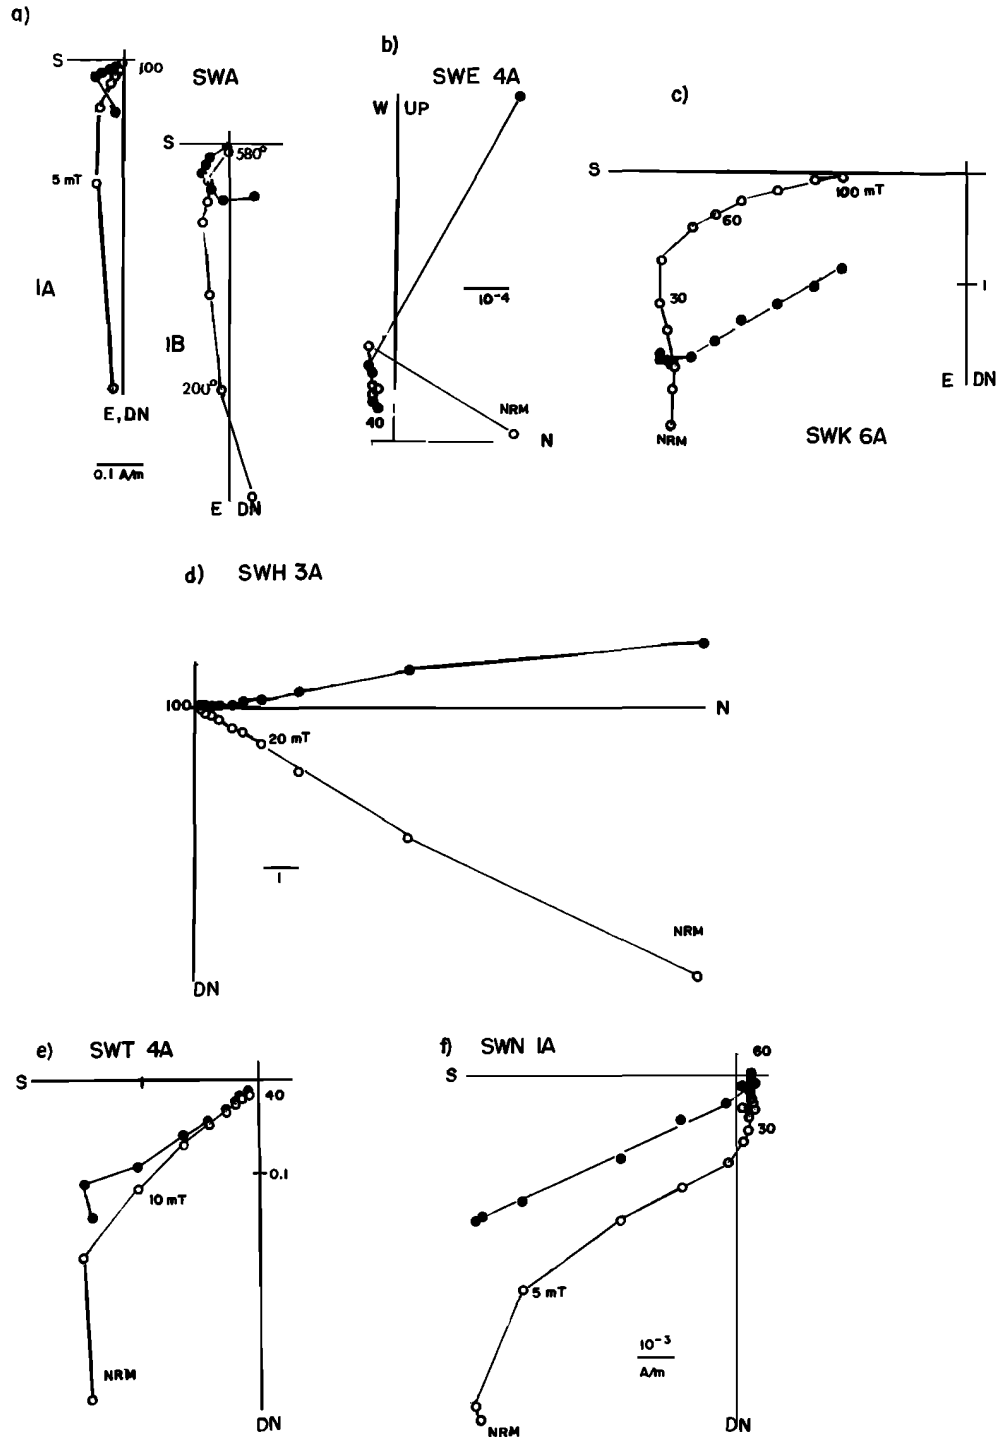 a)
S
100
SWA
5 mT
1A
E, DN
0.1 A/m
S
580°
1B
200°
E DN
b)
SWE 4A
W UP
10⁻⁴
NRM
40
N
c)
S
100 mT
60
30
1
E DN
NRM
SWK 6A
d) SWH 3A
100
N
20 mT
1
NRM
DN
e) SWT 4A
S
40
0.1
10 mT
NRM
DN
f) SWN 1A
60
S
30
5 mT
10⁻³
A/m
NRM
DN